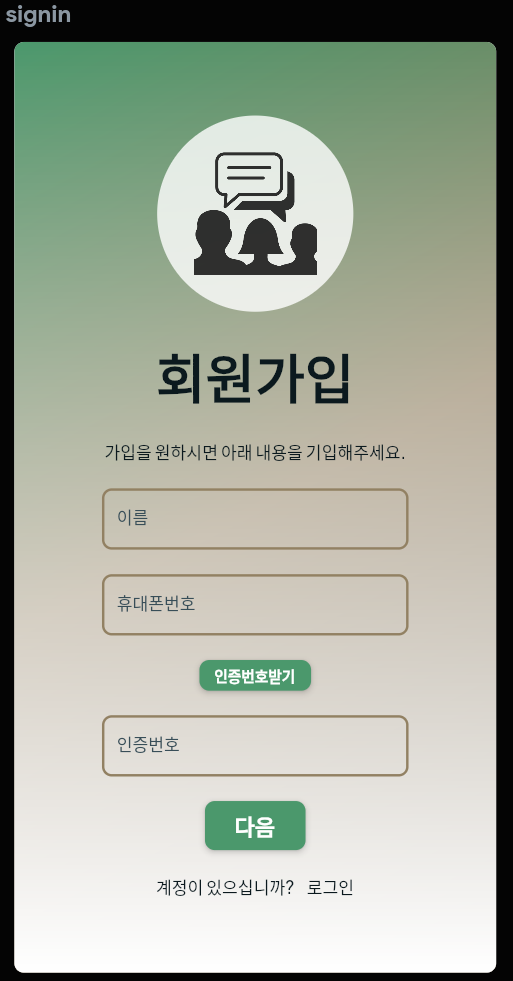 signin
회원가입
가입을 원하시면 아래 내용을 기입해주세요.
이름
휴대폰번호
인증번호받기
인증번호
다음
계정이 있으십니까? 로그인